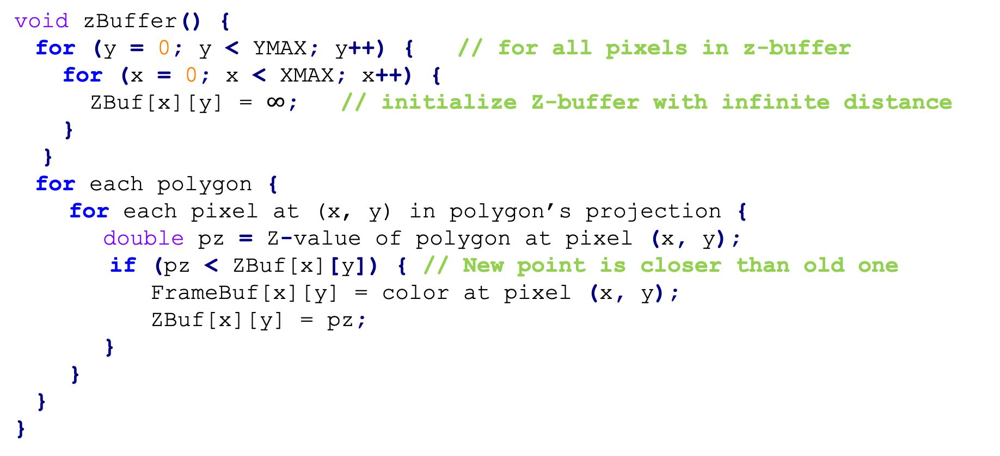 void zBuffer() {
for (y = 0; y < YMAX; y++) { // for all pixels in z-buffer
for (x = 0; x < XMAX; x++) {
ZBuf[x][y] = ∞; // initialize Z-buffer with infinite distance
}
}
for each polygon {
for each pixel at (x, y) in polygon’s projection {
double pz = Z-value of polygon at pixel (x, y);
if (pz < ZBuf[x][y]) { // New point is closer than old one
FrameBuf[x][y] = color at pixel (x, y);
ZBuf[x][y] = pz;
}
}
}
}